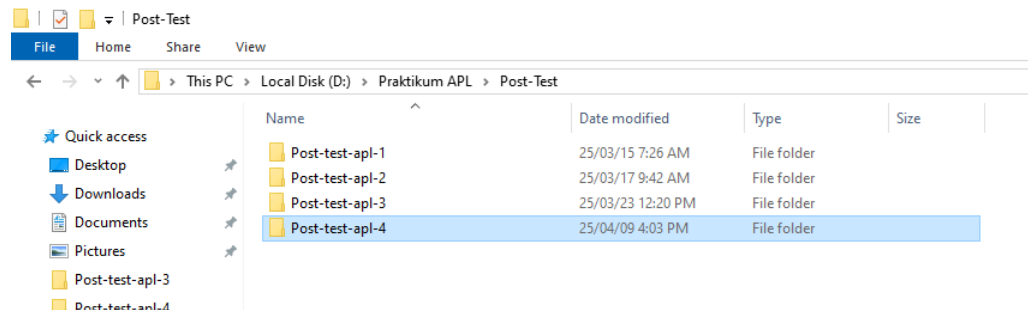 Post-Test
File Home Share View
This PC > Local Disk (D:) > Praktikum APL > Post-Test
Name Date modified Type Size
Quick access
Desktop
Downloads
Documents
Pictures
Post-test-apl-3
Post-test-apl-4
Post-test-apl-1 25/03/15 7:26 AM File folder
Post-test-apl-2 25/03/17 9:42 AM File folder
Post-test-apl-3 25/03/23 12:20 PM File folder
Post-test-apl-4 25/04/09 4:03 PM File folder